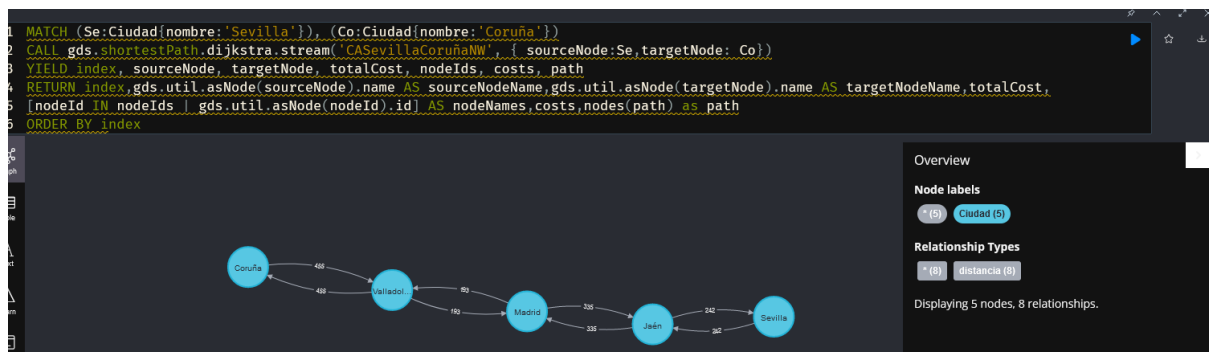 1 MATCH (Se:Ciudad{nombre:'Sevilla'}), (Co:Ciudad{nombre:'Coruña'})
2 CALL gds.shortestPath.dijkstra.stream('CASevillaCoruñaNW', { sourceNode:Se,targetNode: Co})
3 YIELD index, sourceNode, targetNode, totalCost, nodeIds, costs, path
4 RETURN index,gds.util.asNode(sourceNode).name AS sourceNodeName,gds.util.asNode(targetNode).name AS targetNodeName,totalCost,
5 [nodeId IN nodeIds | gds.util.asNode(nodeId).id] AS nodeNames,costs,nodes(path) as path
6 ORDER BY index
Overview
Node labels
* (5) Ciudad (5)
Relationship Types
* (8) distancia (8)
Displaying 5 nodes, 8 relationships.
Coruña
455
455
Valladol...
193
193
Madrid
335
335
Jaén
242
242
Sevilla